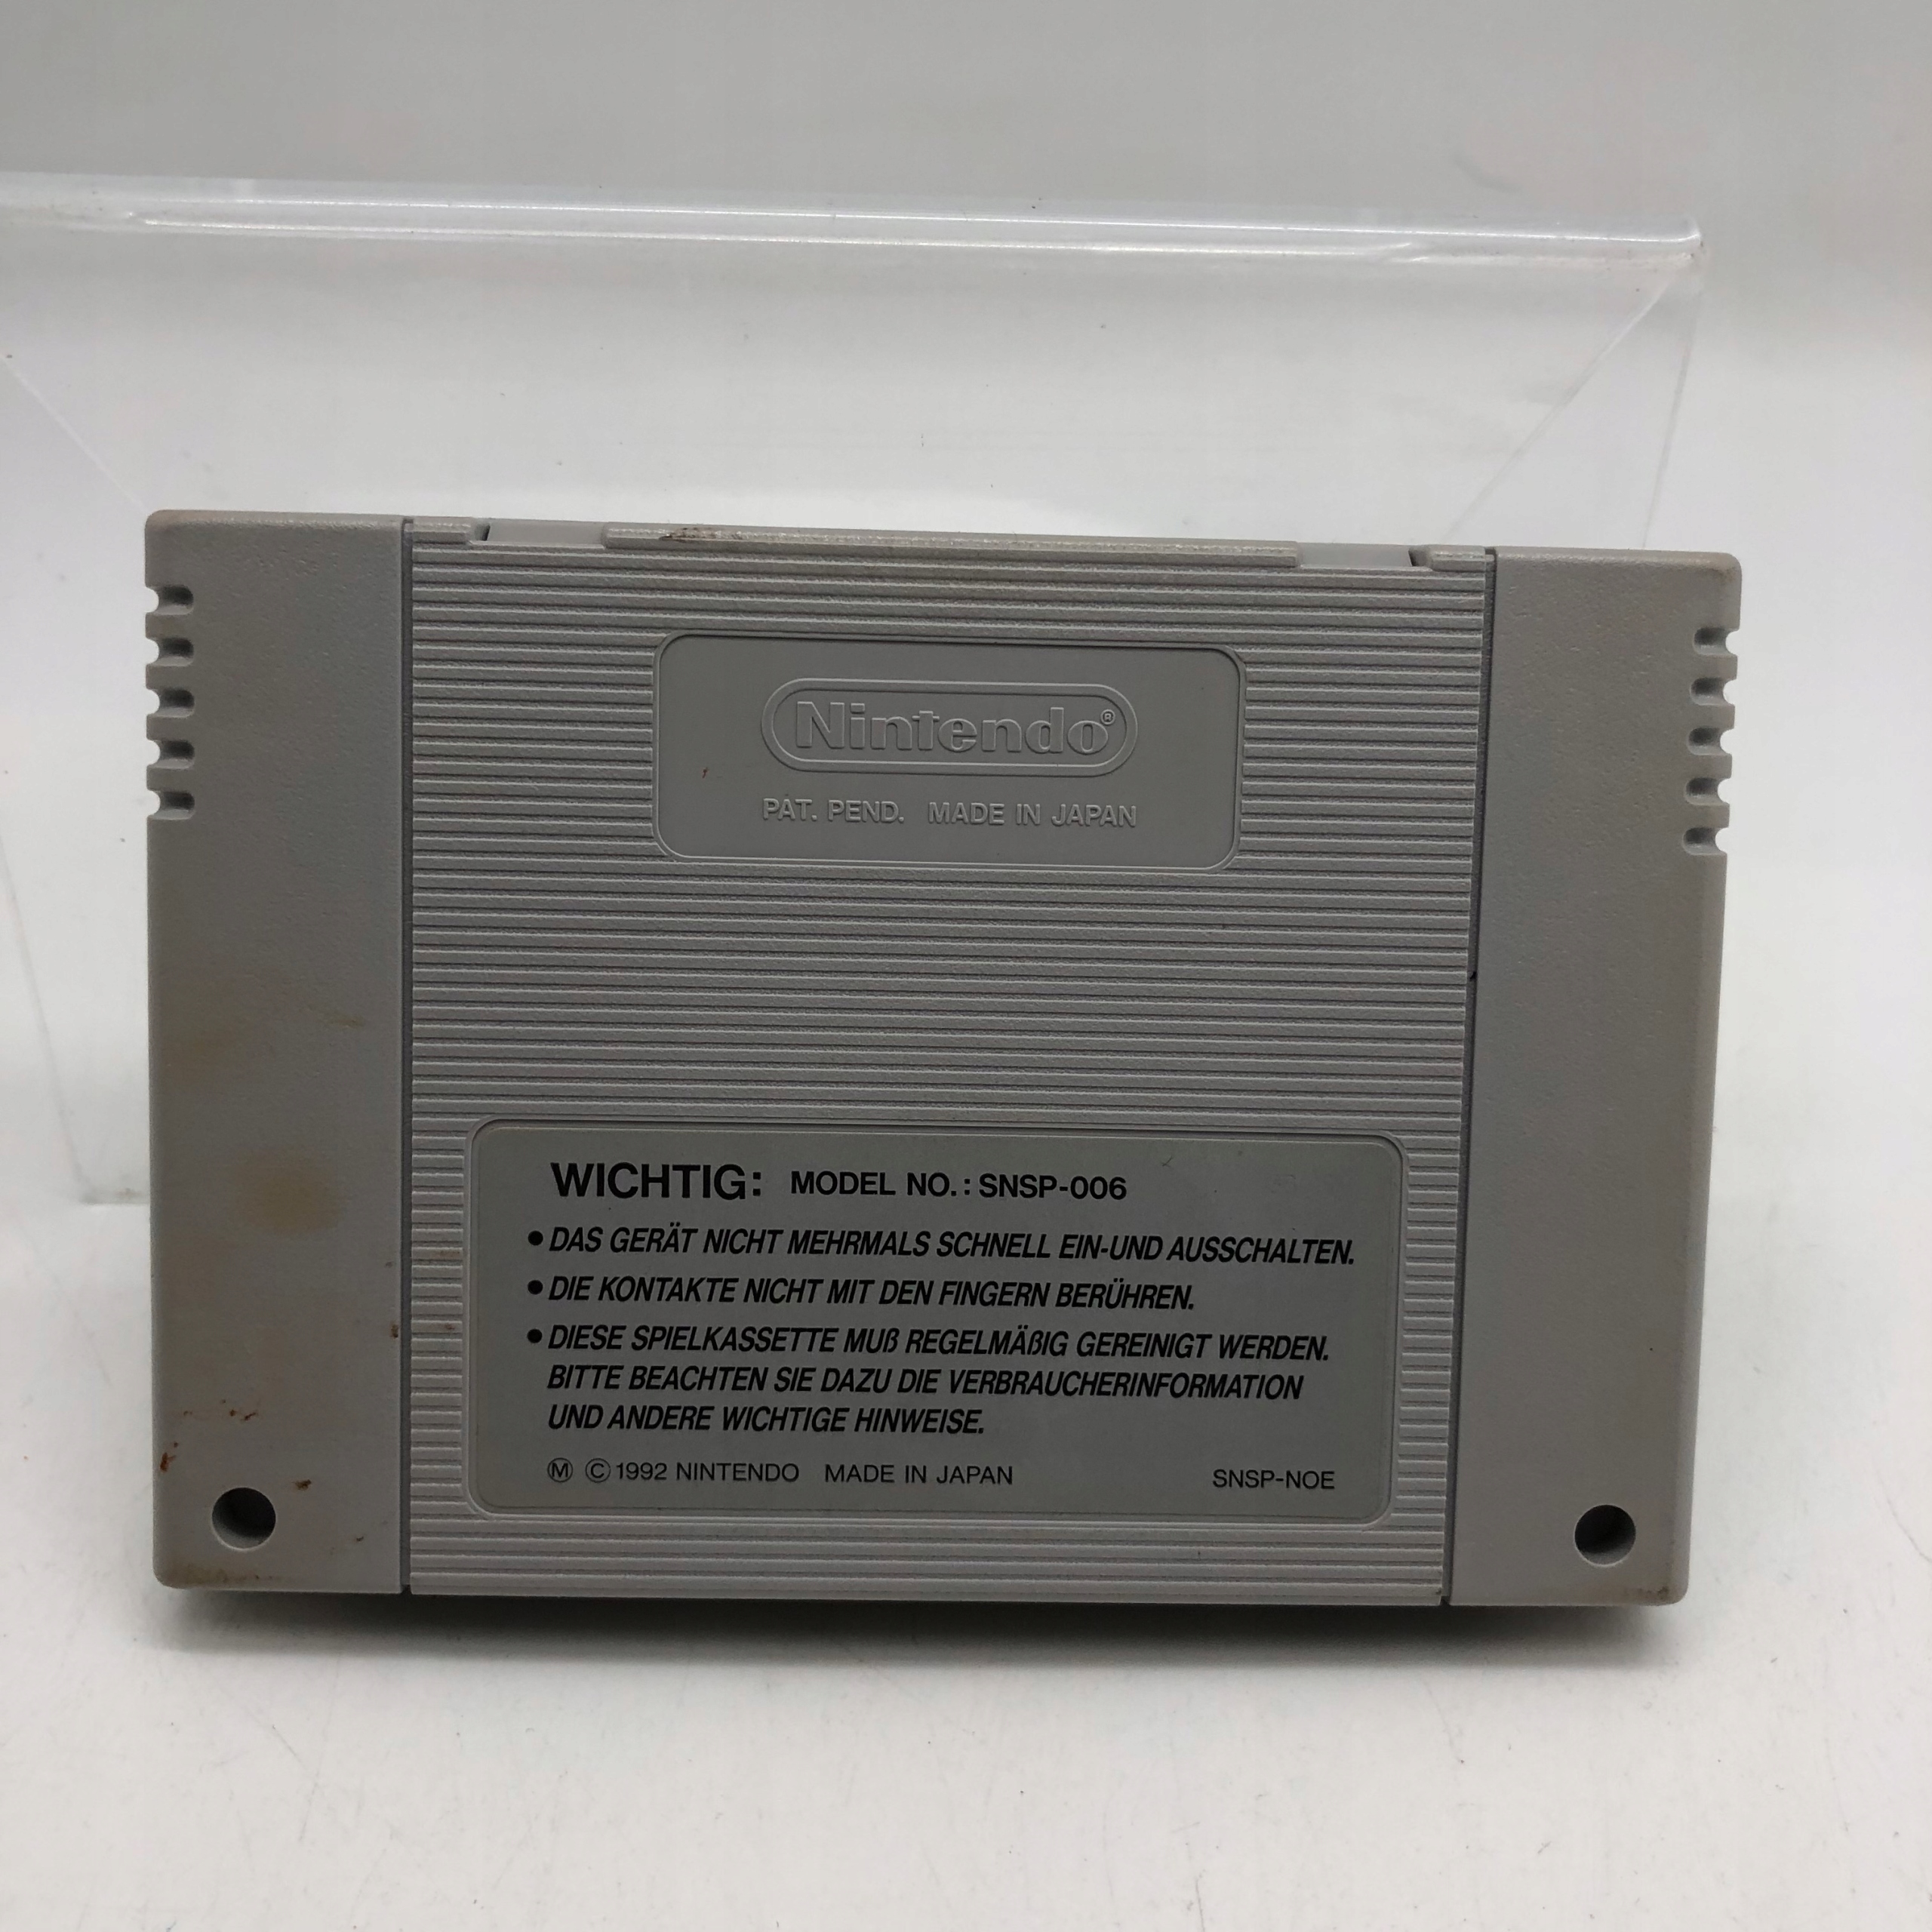 Nintendo®
PAT. PEND. MADE IN JAPAN
WICHTIG: MODEL NO.: SNSP-006
● DAS GERÄT NICHT MEHRMALS SCHNELL EIN-UND AUSSCHALTEN.
● DIE KONTAKTE NICHT MIT DEN FINGERN BERÜHREN.
● DIESE SPIELKASSETTE MUß REGELMÄßIG GEREINIGT WERDEN.
BITTE BEACHTEN SIE DAZU DIE VERBRAUCHERINFORMATION
UND ANDERE WICHTIGE HINWEISE.
Ⓜ © 1992 NINTENDO MADE IN JAPAN SNSP-NOE